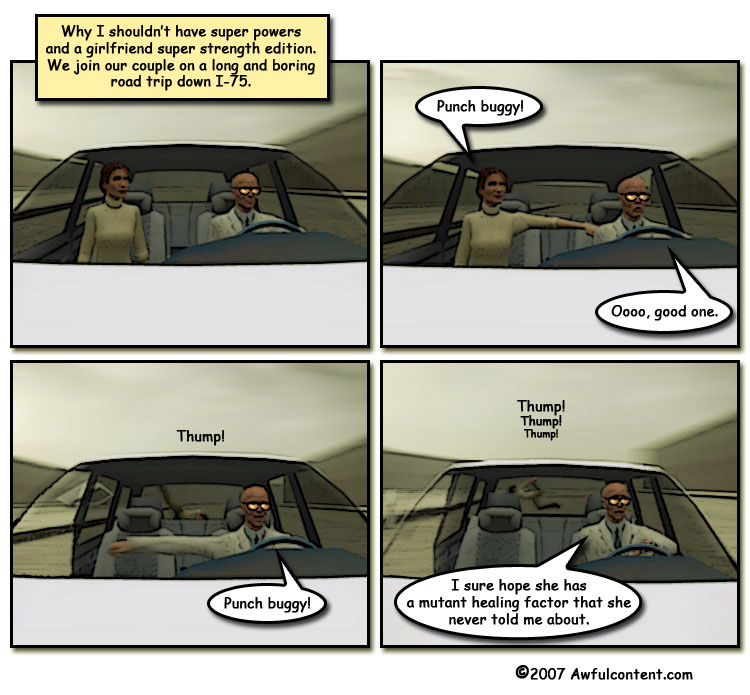 Why I shouldn't have super powers
and a girlfriend super strength edition.
We join our couple on a long and boring
road trip down I-75.
Punch buggy!
Oooo, good one.
Thump!
Punch buggy!
Thump!
Thump!
Thump!
I sure hope she has
a mutant healing factor that she
never told me about.
©2007 Awfulcontent.com